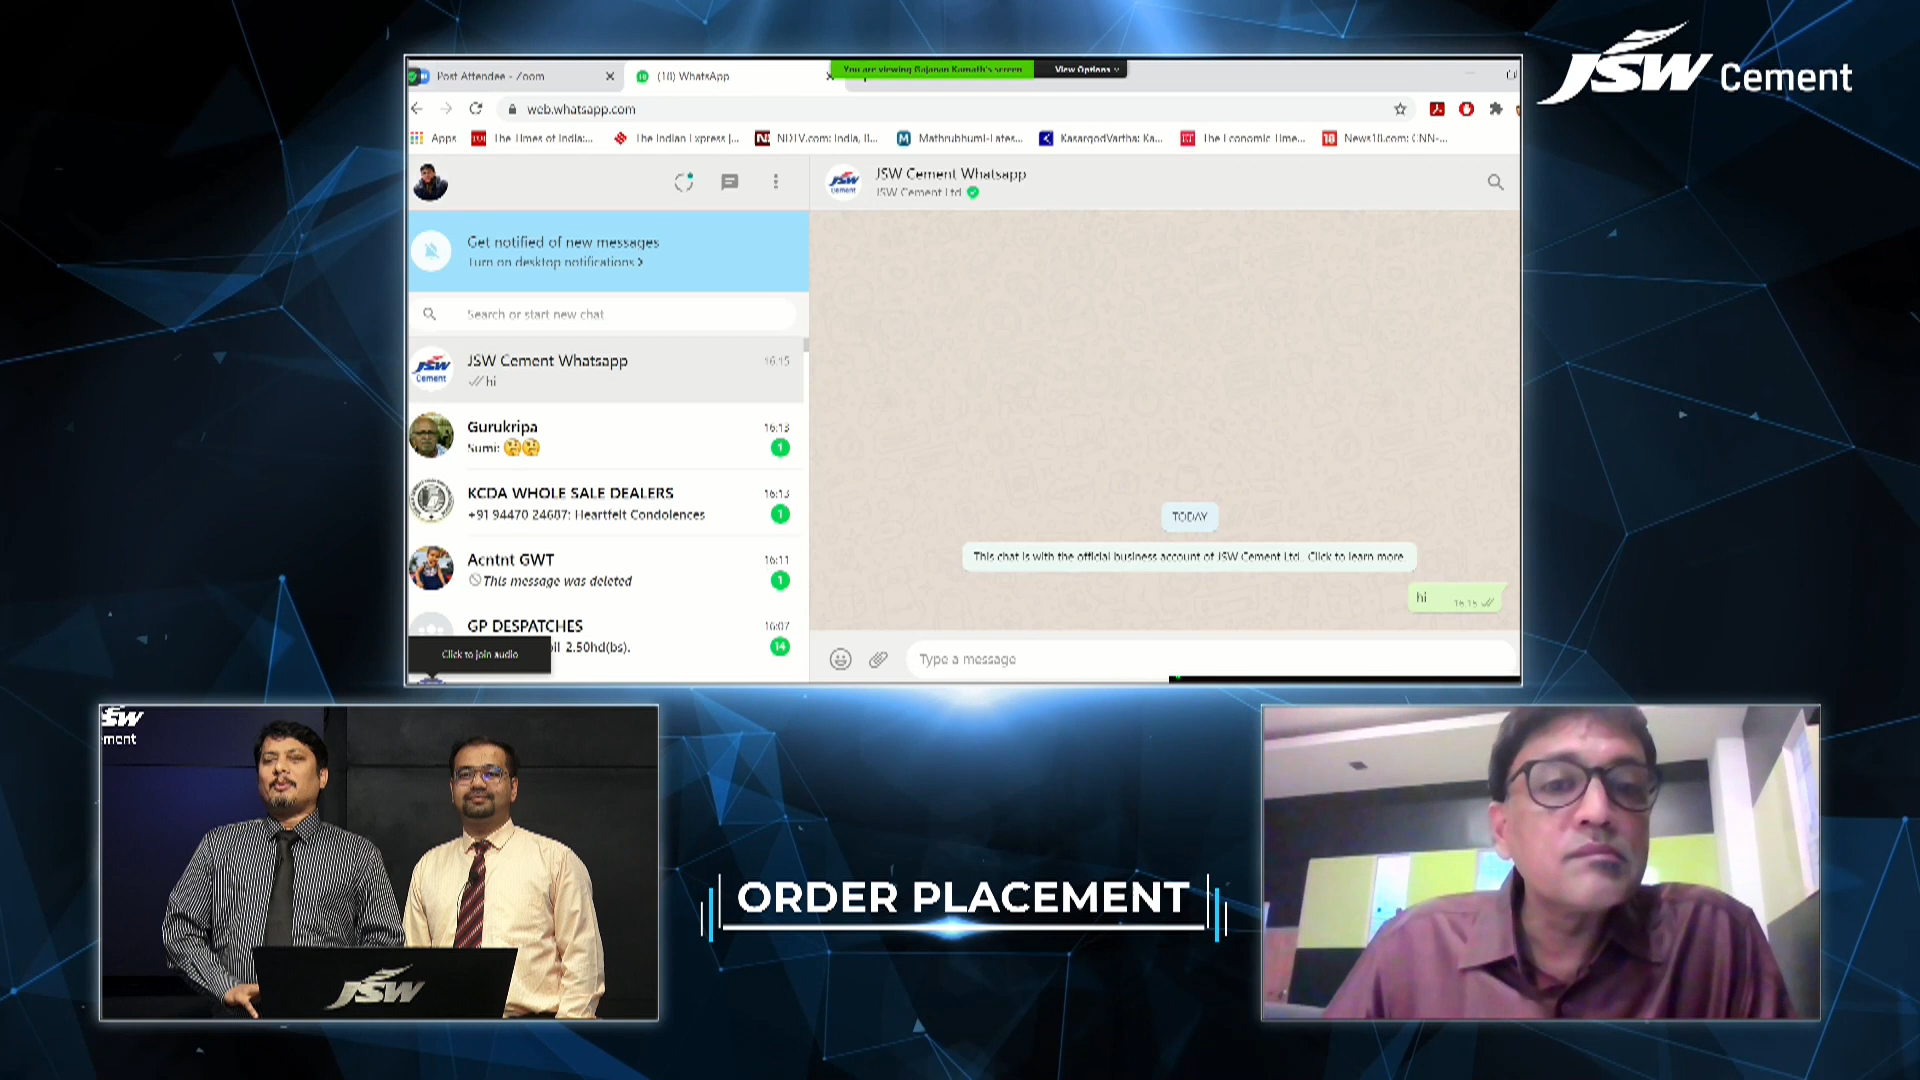 JSW Cement
Post Attendee - Zoom
(10) WhatsApp
You are viewing Gajanan Kamath's screen
View Options
web.whatsapp.com
Apps
The Times of India:...
The Indian Express |...
NDTV.com: India, B...
Mathrubhumi-Lates...
KasargodVartha: Ka...
The Economic Time...
News18.com: CNN-...
JSW Cement Whatsapp
JSW Cement Ltd
Get notified of new messages
Turn on desktop notifications >
Search or start new chat
JSW Cement Whatsapp 16:15
hi
Gurukripa 16:13
Sumi: 🤔🤔 1
KCDA WHOLE SALE DEALERS 16:13
+91 94470 24687: Heartfelt Condolences 1
Acntnt GWT 16:11
This message was deleted 1
GP DESPATCHES 16:07
oil 2.50hd(bs). 14
Click to join audio
TODAY
This chat is with the official business account of JSW Cement Ltd.. Click to learn more.
hi 16:15
Type a message
JSW
Cement
ORDER PLACEMENT
JSW